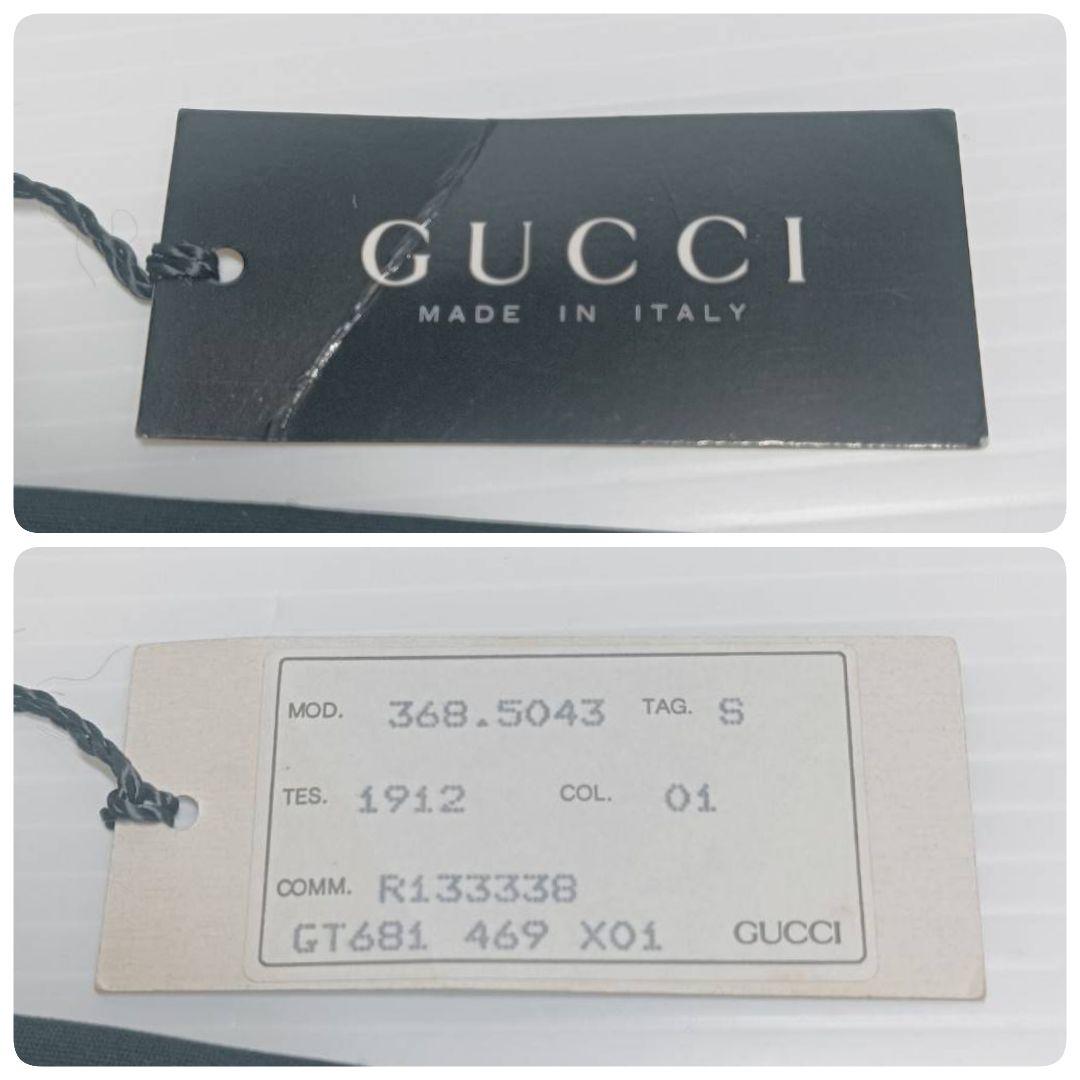 GUCCI
MADE IN ITALY
MOD. 368.5043 TAG. S
TES. 1912 COL. 01
COMM. R133338
GT681 469 X01 GUCCI